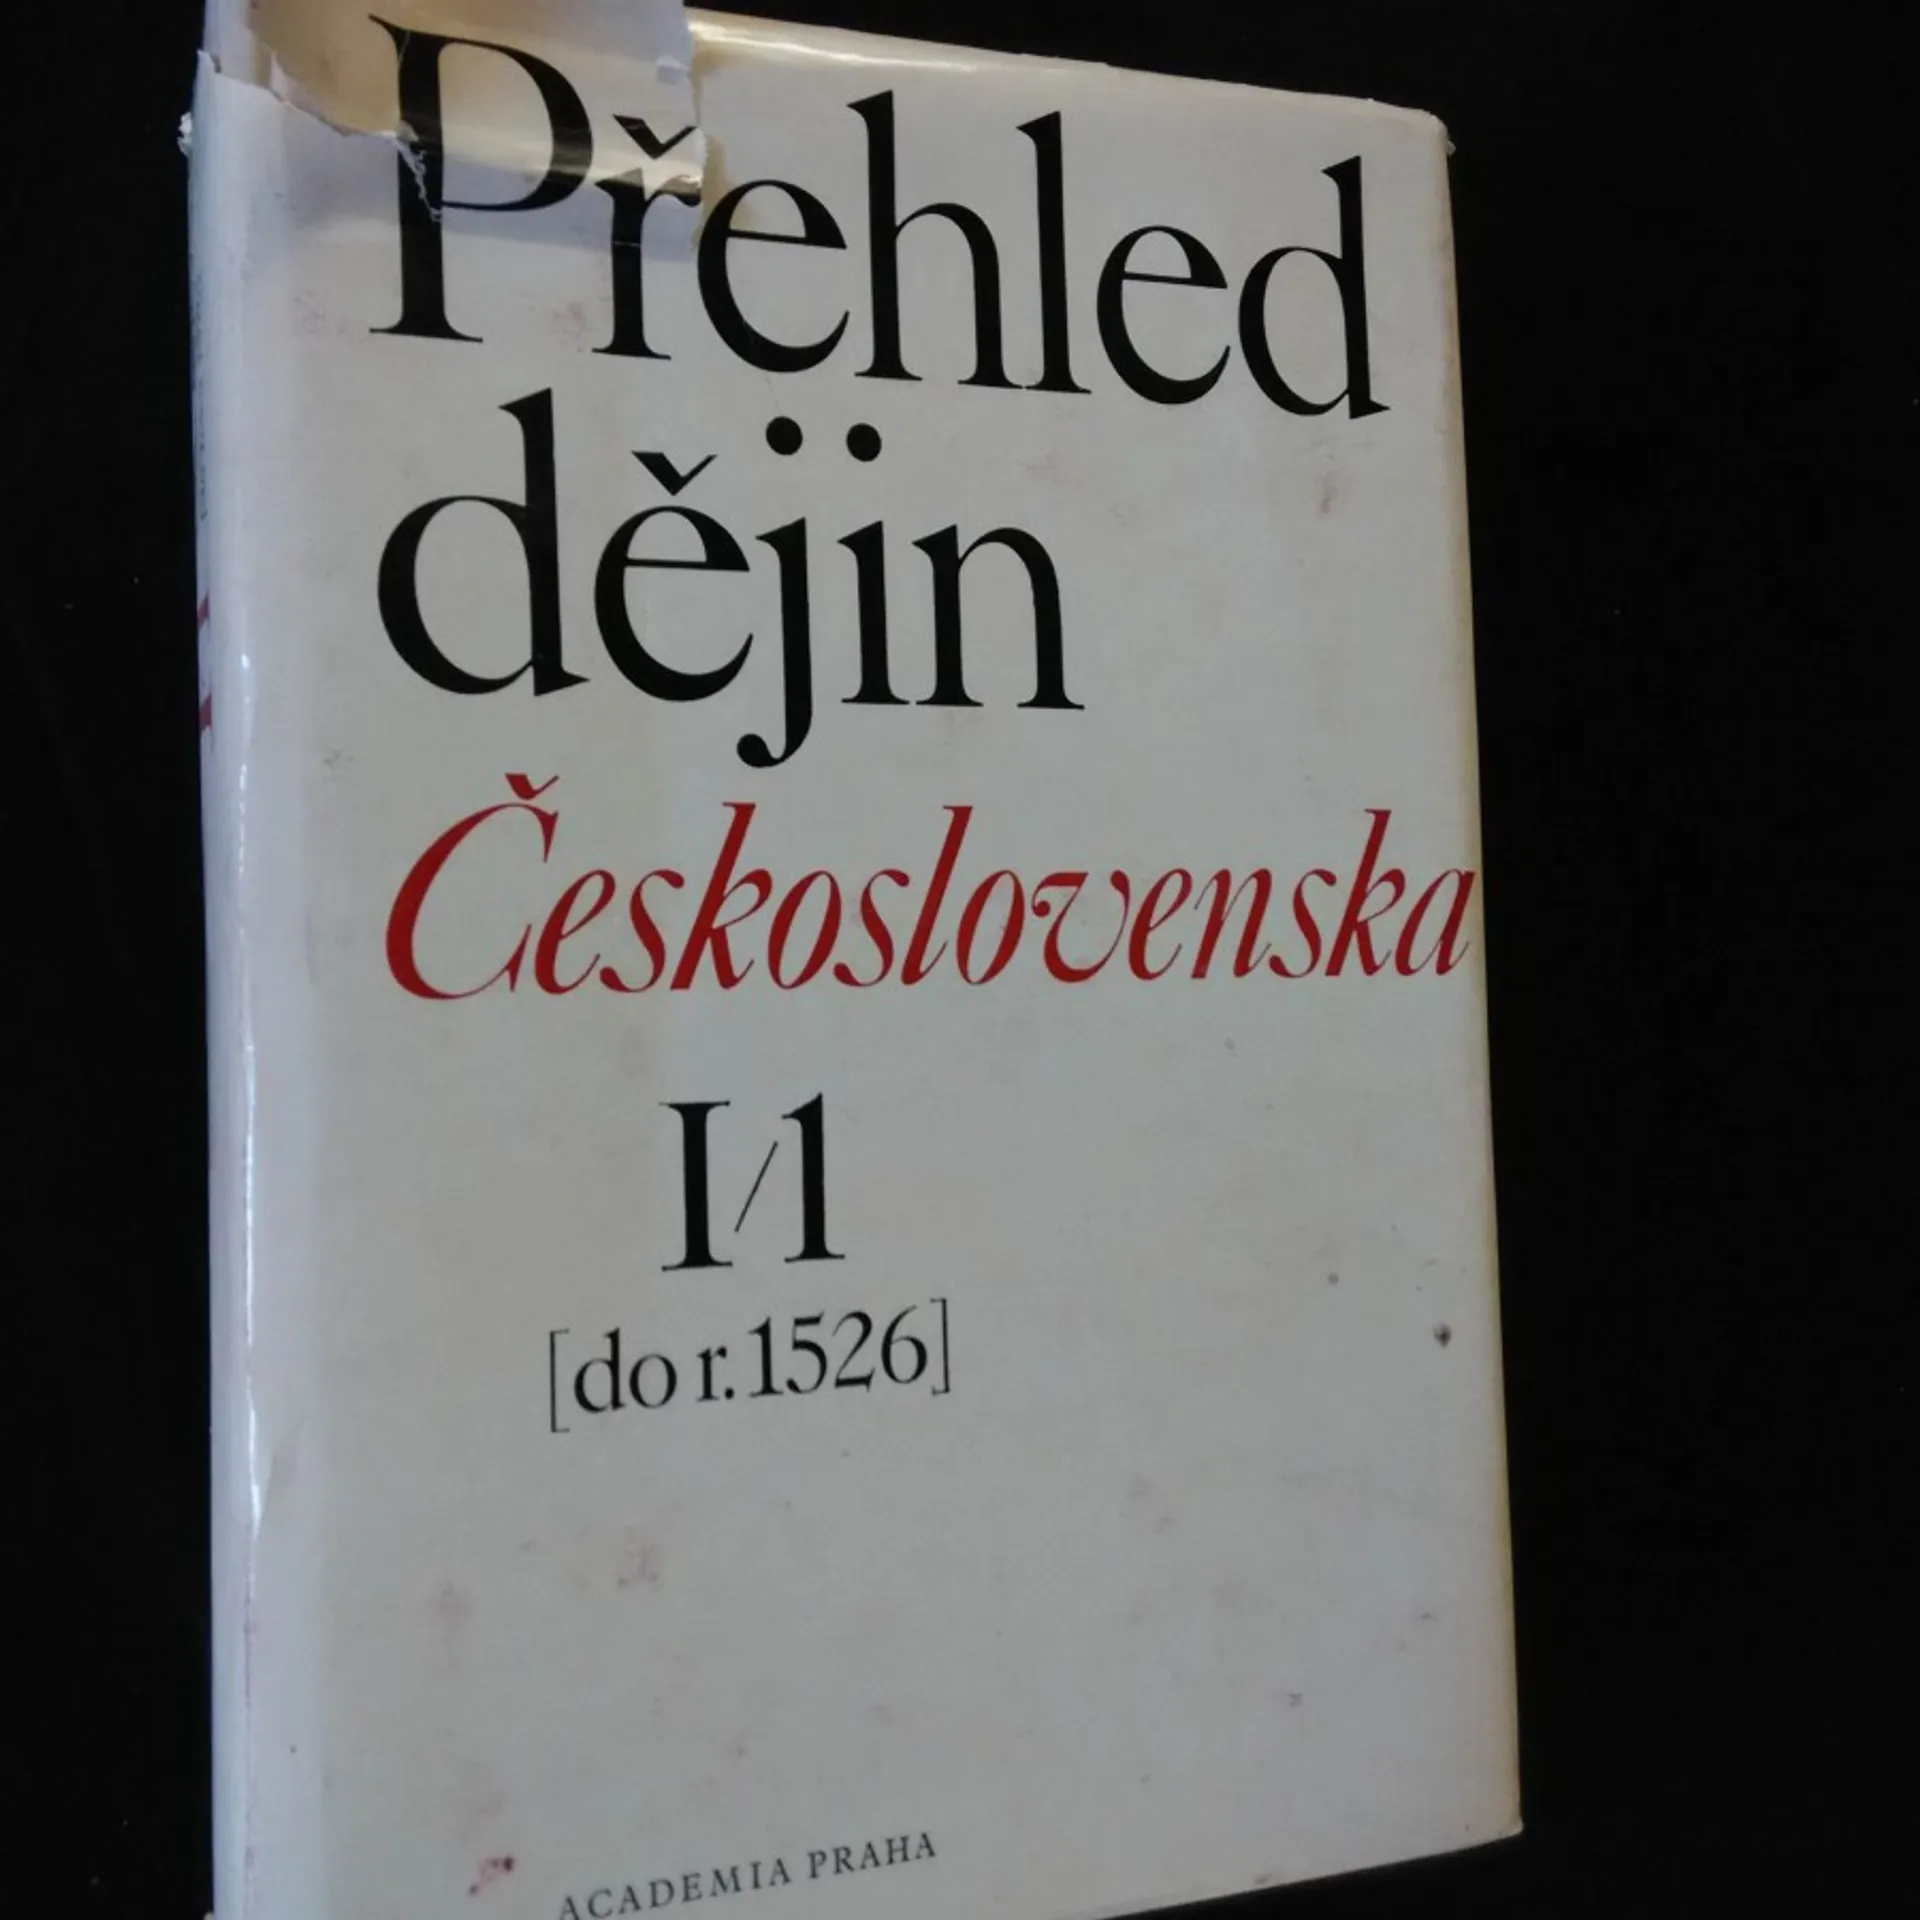 Přehled
dějin
Československa
I/1
[do r. 1526]
ACADEMIA PRAHA